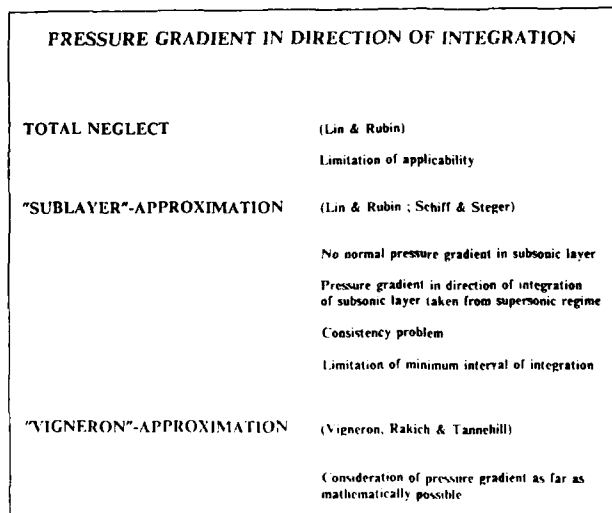 PRESSURE GRADIENT IN DIRECTION OF INTEGRATION
TOTAL NEGLECT (Lin & Rubin)
Limitation of applicability
"SUBLAYER"-APPROXIMATION (Lin & Rubin ; Schiff & Steger)
No normal pressure gradient in subsonic layer
Pressure gradient in direction of integration
of subsonic layer taken from supersonic regime
Consistency problem
Limitation of minimum interval of integration
"VIGNERON"-APPROXIMATION (Vigneron, Rakich & Tannehill)
Consideration of pressure gradient as far as
mathematically possible